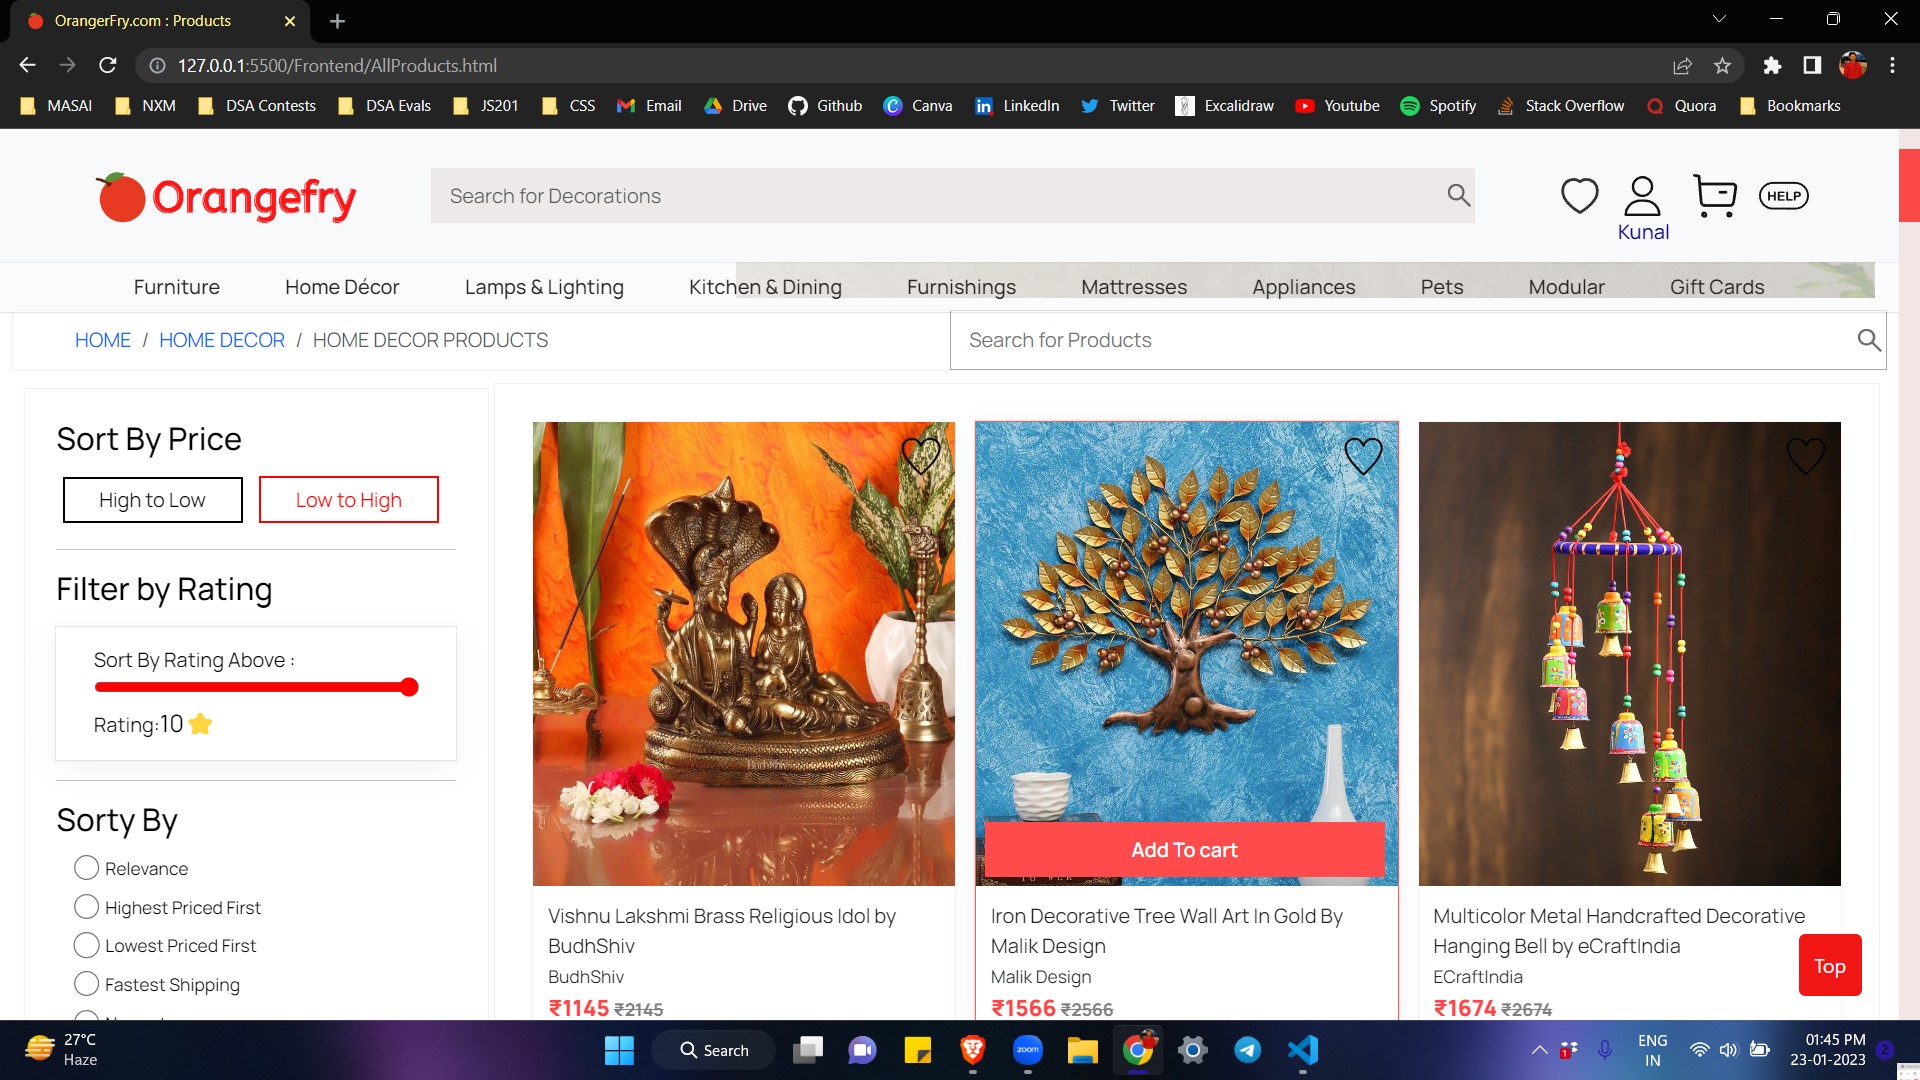 OrangerFry.com : Products
127.0.0.1:5500/Frontend/AllProducts.html
MASAI NXM DSA Contests DSA Evals JS201 CSS Email Drive Github Canva LinkedIn Twitter Excalidraw Youtube Spotify Stack Overflow Quora Bookmarks
Orangefry
Search for Decorations
HELP
Kunal
Furniture Home Décor Lamps & Lighting Kitchen & Dining Furnishings Mattresses Appliances Pets Modular Gift Cards
HOME / HOME DECOR / HOME DECOR PRODUCTS
Search for Products
Sort By Price
High to Low Low to High
Filter by Rating
Sort By Rating Above :
Rating:10
Sorty By
Relevance
Highest Priced First
Lowest Priced First
Fastest Shipping
Add To cart
Vishnu Lakshmi Brass Religious Idol by
BudhShiv
BudhShiv
₹1145 ₹2145
Iron Decorative Tree Wall Art In Gold By
Malik Design
Malik Design
₹1566 ₹2566
Multicolor Metal Handcrafted Decorative
Hanging Bell by eCraftIndia
ECraftIndia
₹1674 ₹2674
Top
27°C
Haze
Search
zoom
1
ENG
IN
01:45 PM
23-01-2023
2